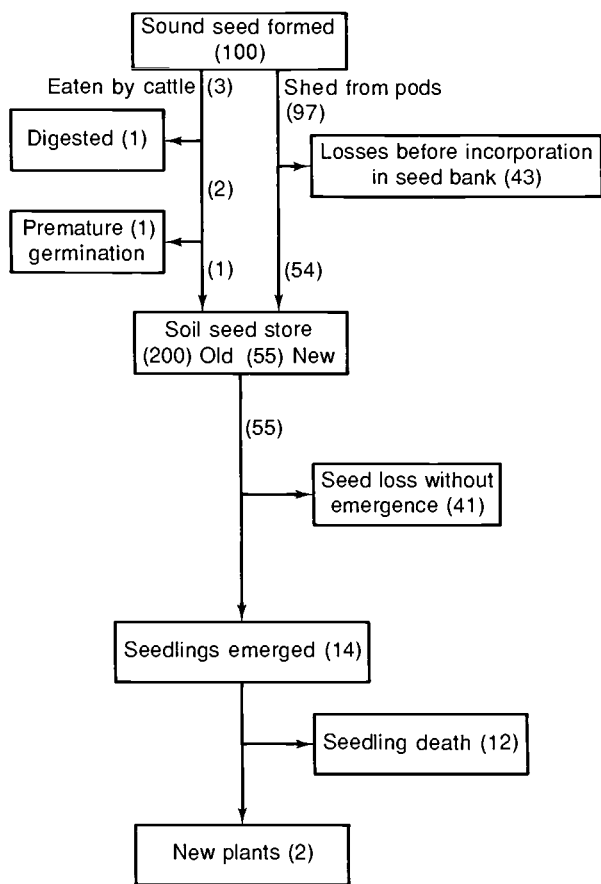 Sound seed formed
(100)
Eaten by cattle (3)
Shed from pods
(97)
Digested (1)
Losses before incorporation
in seed bank (43)
(2)
Premature (1)
germination
(1)
(54)
Soil seed store
(200) Old (55) New
(55)
Seed loss without
emergence (41)
Seedlings emerged (14)
Seedling death (12)
New plants (2)